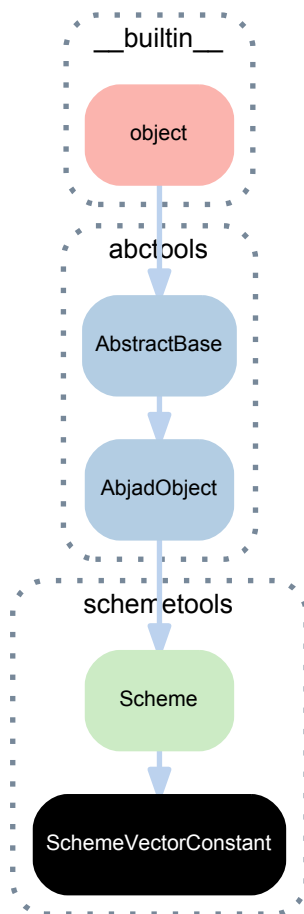 __builtin__
object
abctools
AbstractBase
AbjadObject
schemetools
Scheme
SchemeVectorConstant